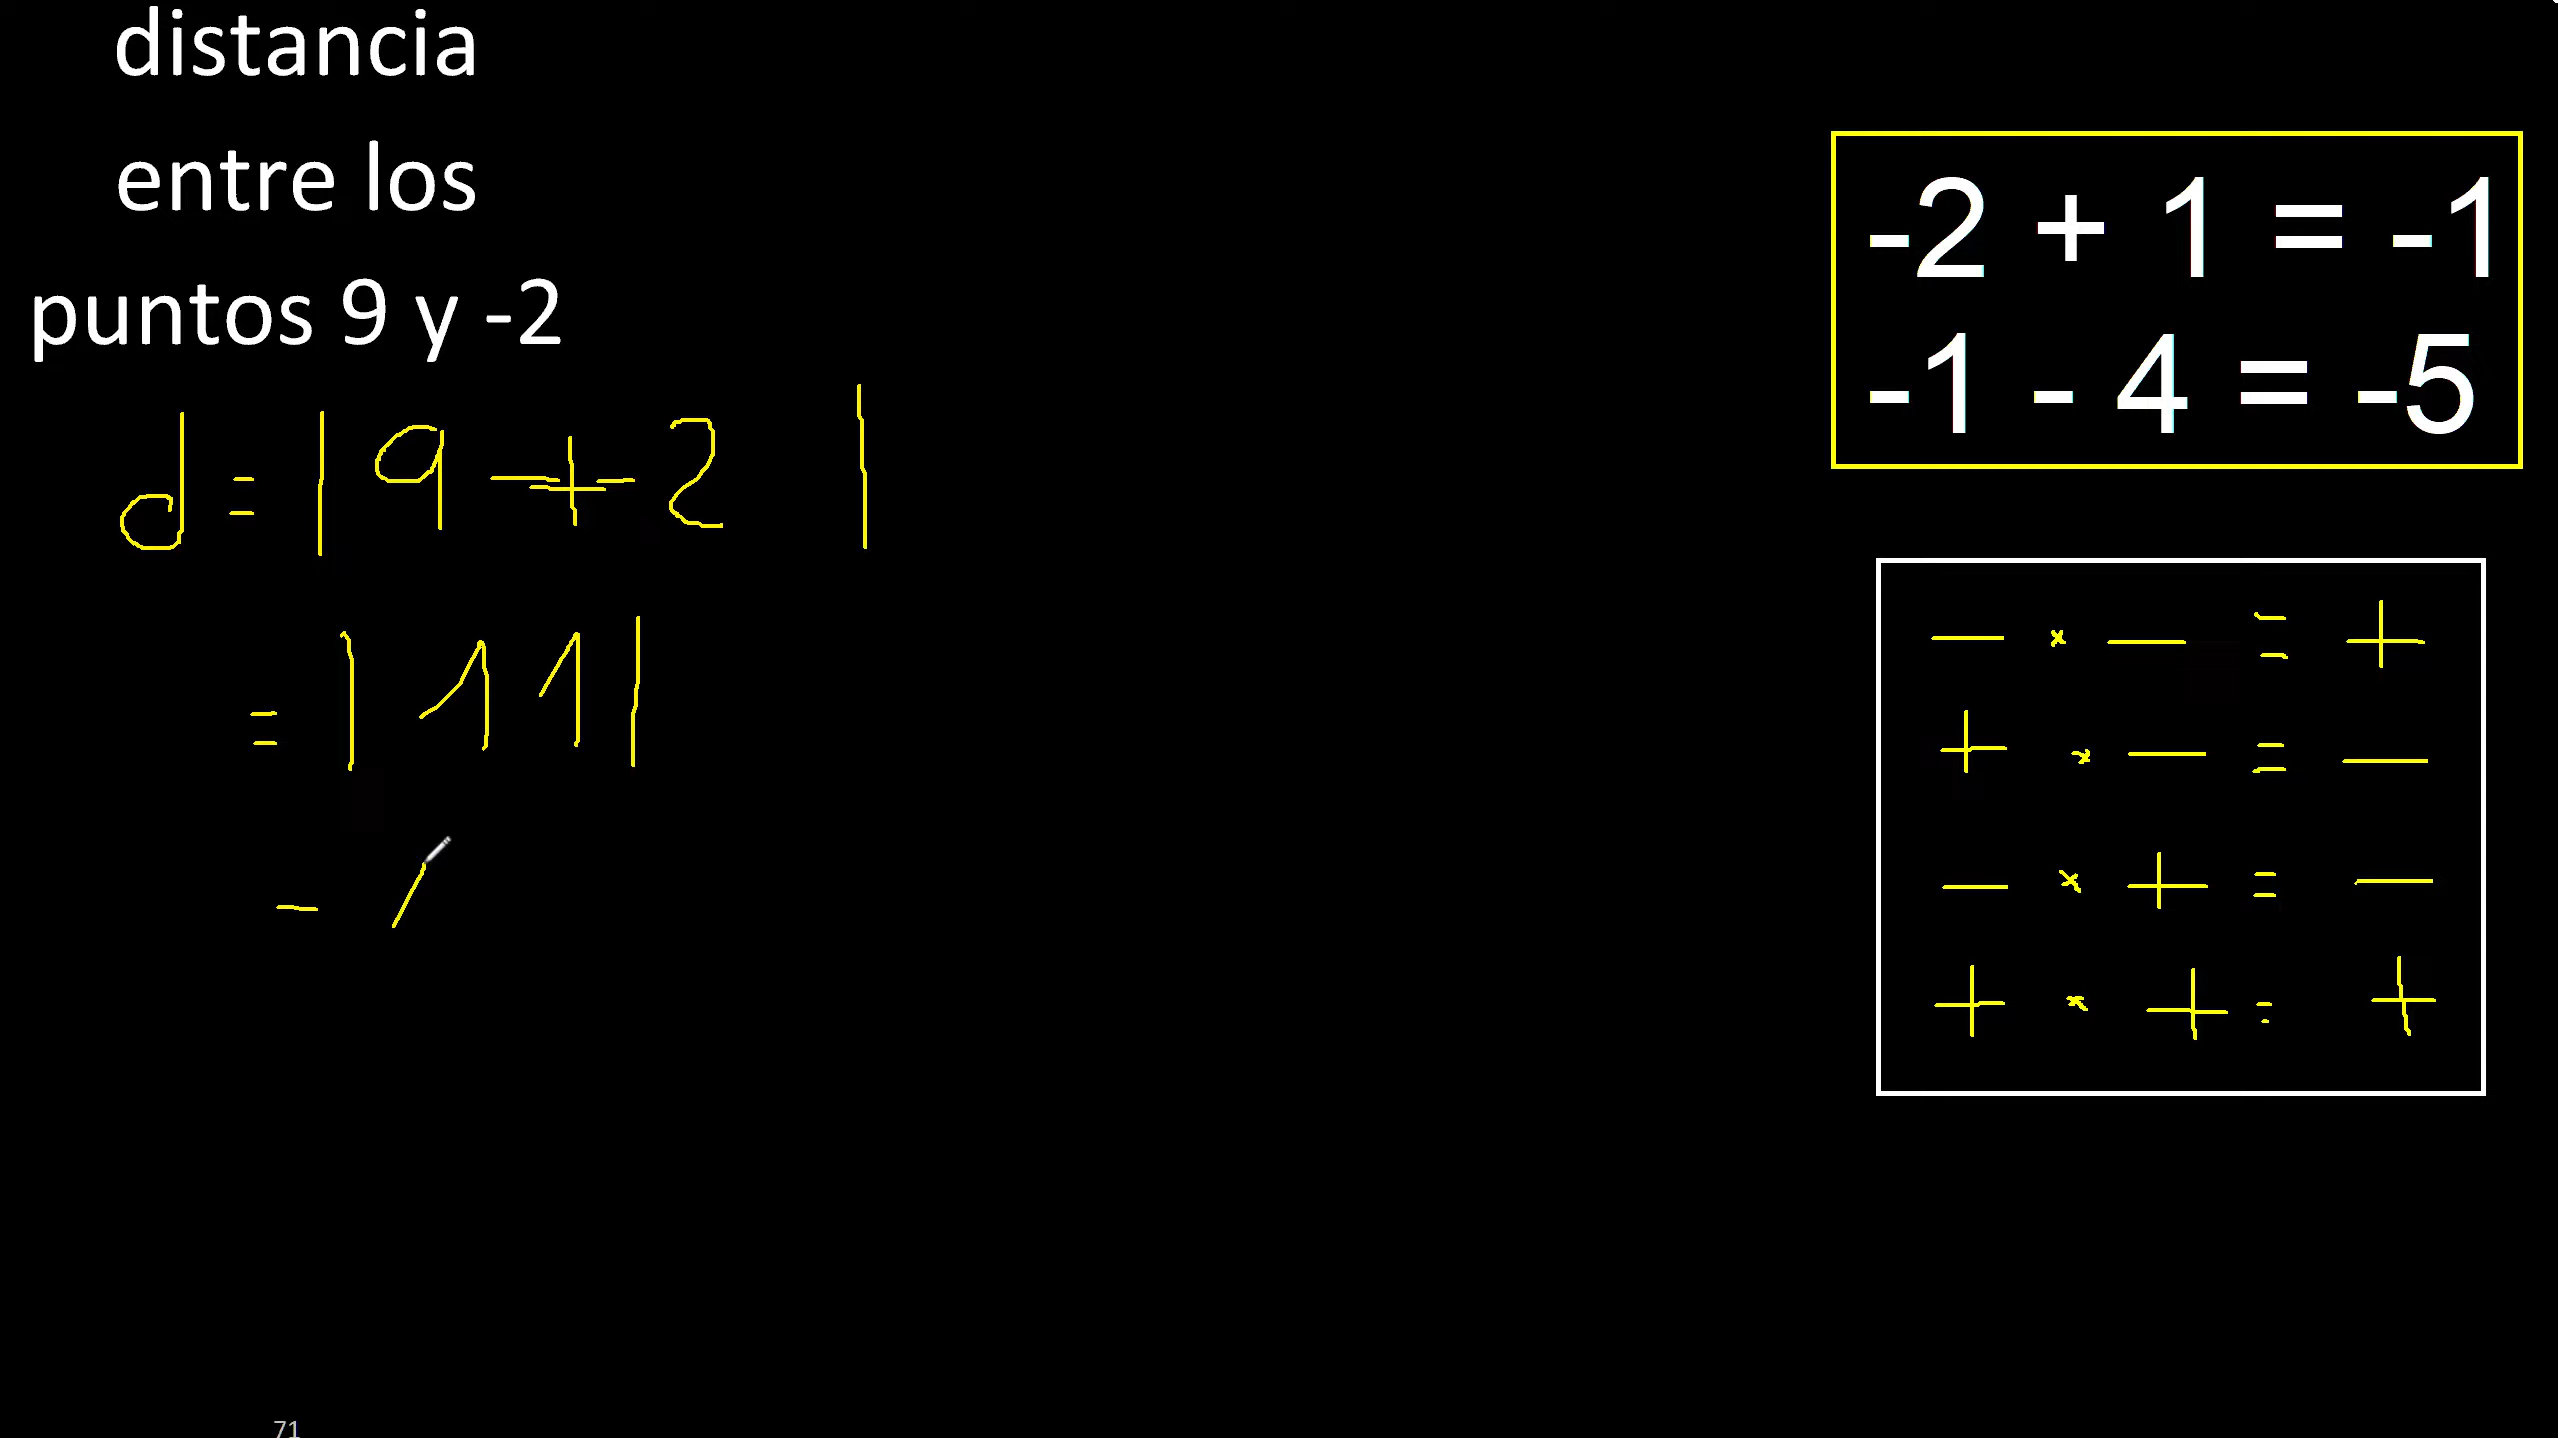 distancia
entre los
puntos 9 y -2
d = | 9 + 2 |
= | 11 |
-2 + 1 = -1
-1 - 4 = -5
— × — = +
+ × — = —
— × + = —
+ × + = +
71